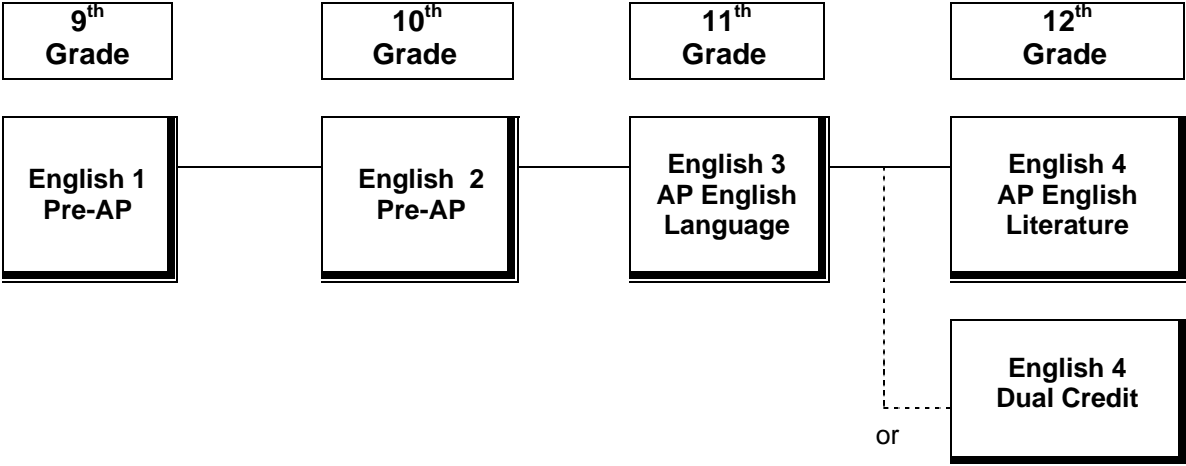 9th
Grade
10th
Grade
11th
Grade
12th
Grade
English 1
Pre-AP
English 2
Pre-AP
English 3
AP English
Language
English 4
AP English
Literature
English 4
Dual Credit
or